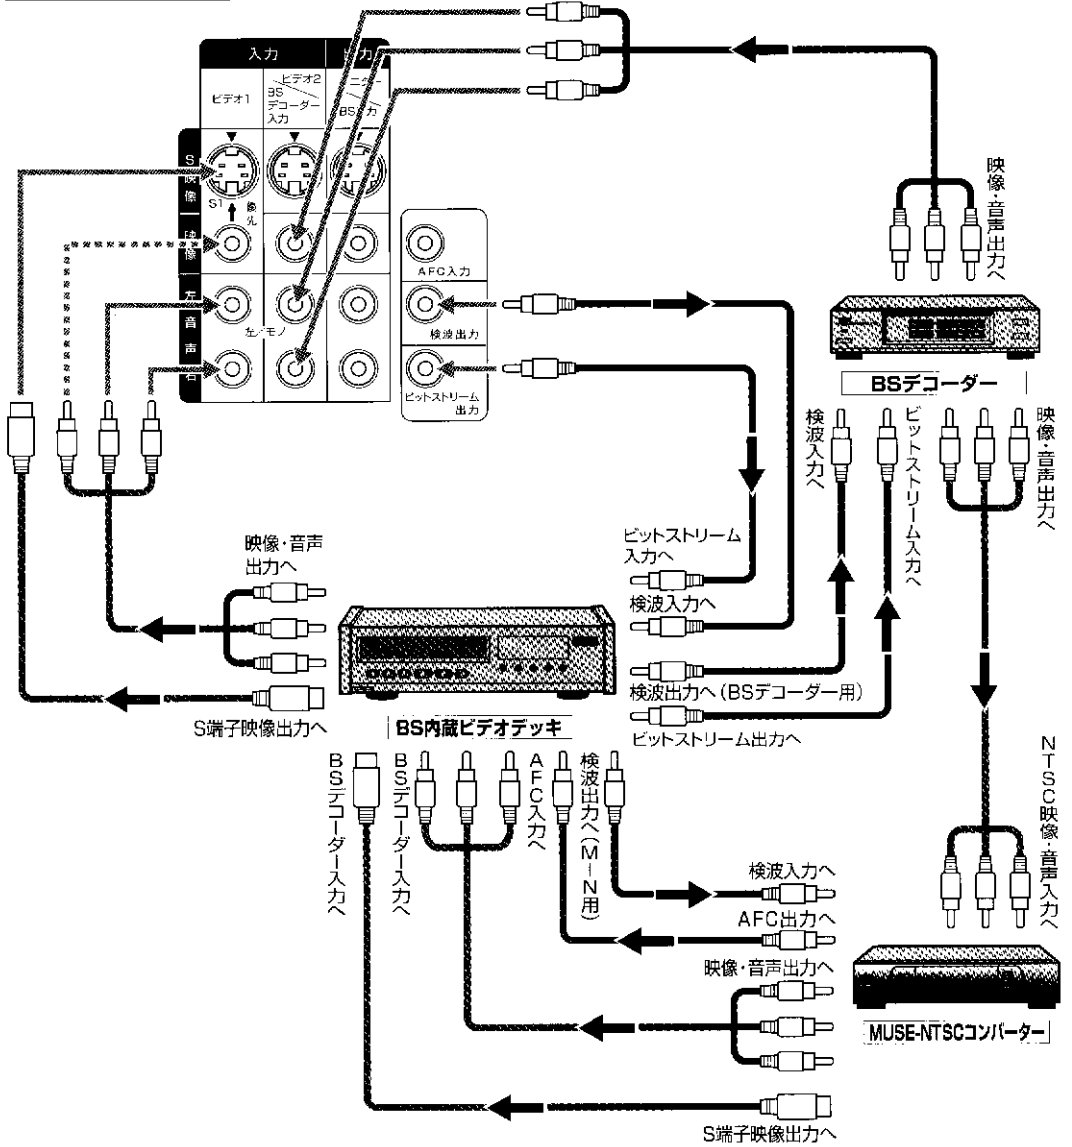 入力
出力
ビデオ1
ビデオ2
BS
デコーダー
入力
S
映
像
S1
優
先
映
像
左
音
声
右
左/モノ
AFC入力
検波出力
ビットストリーム
出力
映像・音声出力へ
BSデコーダー
検波入力へ
ビットストリーム入力へ
映像・音声出力へ
映像・音声
出力へ
S端子映像出力へ
BS内蔵ビデオデッキ
ビットストリーム
入力へ
検波入力へ
検波出力へ(BSデコーダー用)
ビットストリーム出力へ
BSデコーダー入力へ
BSデコーダー入力へ
AFC入力へ
検波出力へ(M-N用)
NTSC映像・音声入力へ
検波入力へ
AFC出力へ
映像・音声出力へ
S端子映像出力へ
MUSE-NTSCコンバーター